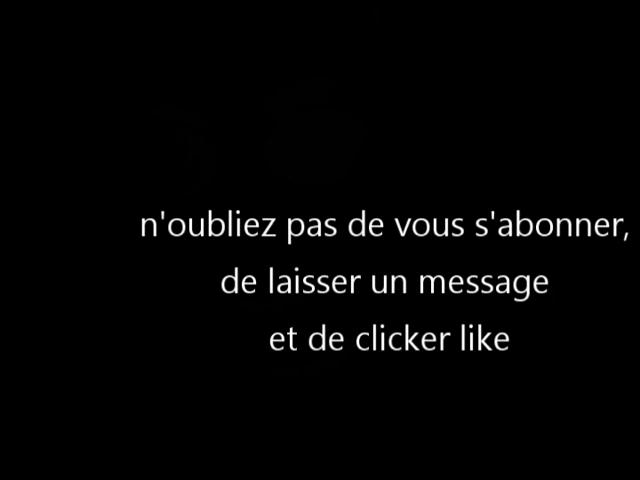 n'oubliez pas de vous s'abonner,
de laisser un message
et de clicker like